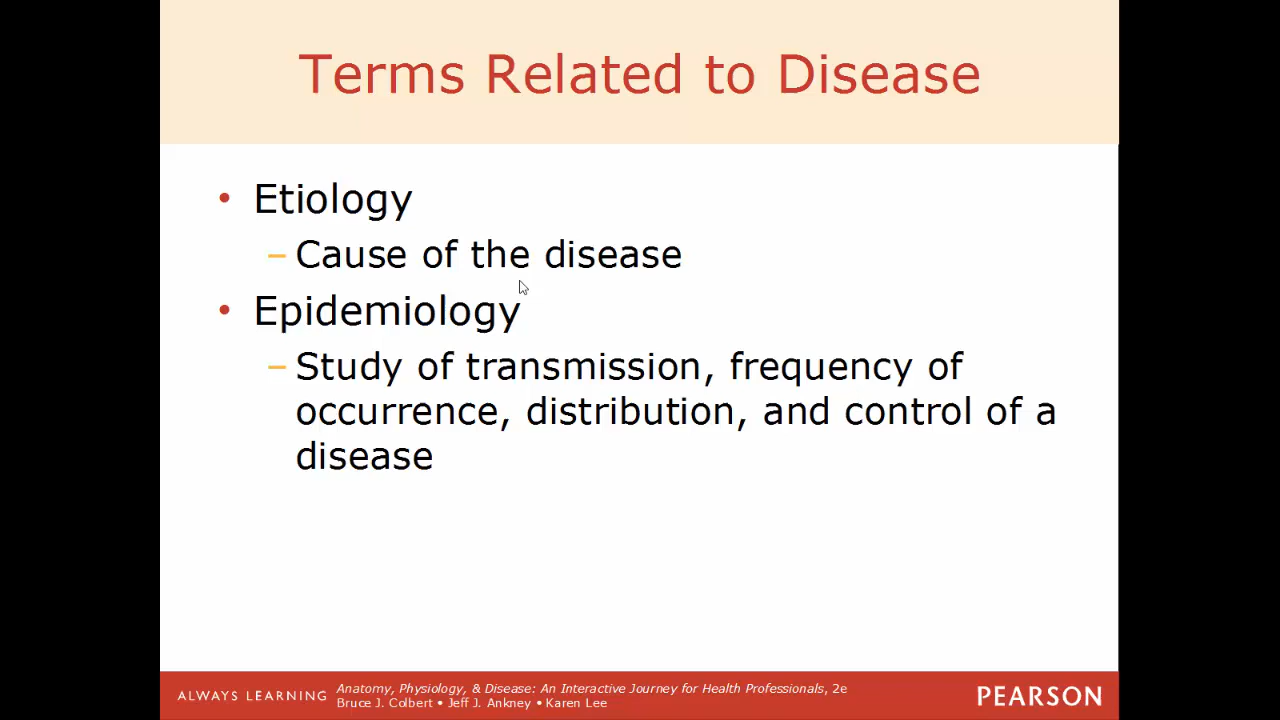 Terms Related to Disease
• Etiology
– Cause of the disease
• Epidemiology
– Study of transmission, frequency of
occurrence, distribution, and control of a
disease
ALWAYS LEARNING
Anatomy, Physiology, & Disease: An Interactive Journey for Health Professionals, 2e
Bruce J. Colbert • Jeff J. Ankney • Karen Lee
PEARSON